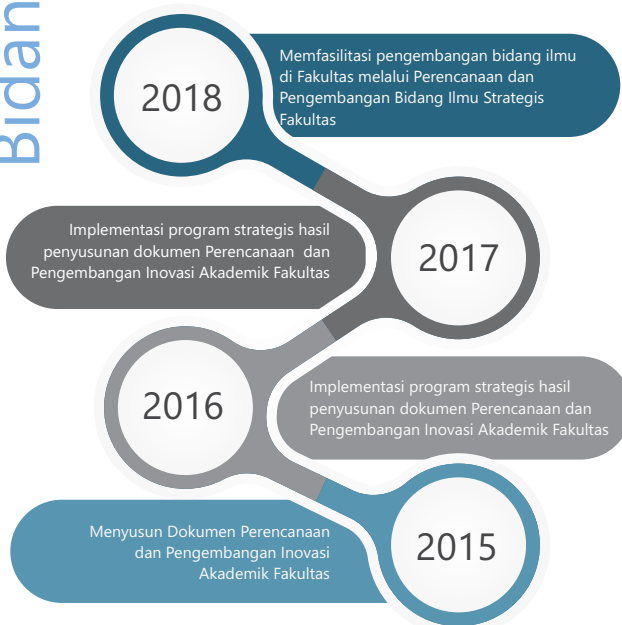 Bidan
2018
Memfasilitasi pengembangan bidang ilmu
di Fakultas melalui Perencanaan dan
Pengembangan Bidang Ilmu Strategis
Fakultas
Implementasi program strategis hasil
penyusunan dokumen Perencanaan dan
Pengembangan Inovasi Akademik Fakultas
2017
2016
Implementasi program strategis hasil
penyusunan dokumen Perencanaan dan
Pengembangan Inovasi Akademik Fakultas
Menyusun Dokumen Perencanaan
dan Pengembangan Inovasi
Akademik Fakultas
2015